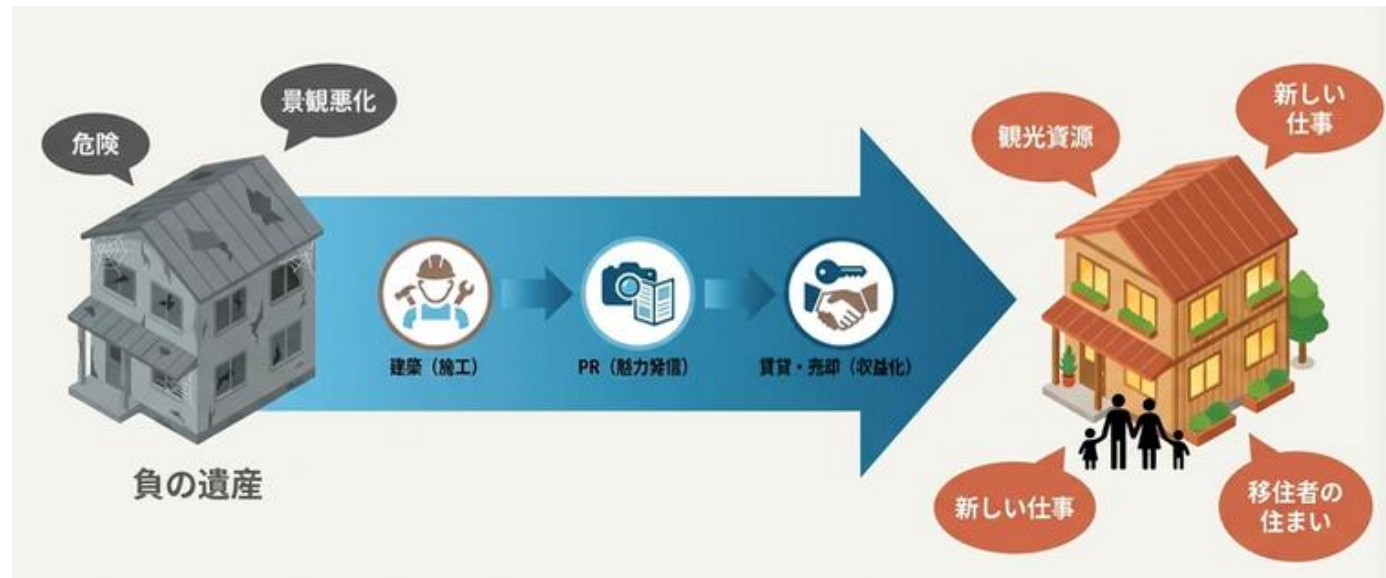 景観悪化
危険
負の遺産
建築（施工）
PR（魅力発信）
賃貸・売却（収益化）
観光資源
新しい
仕事
新しい仕事
移住者の
住まい